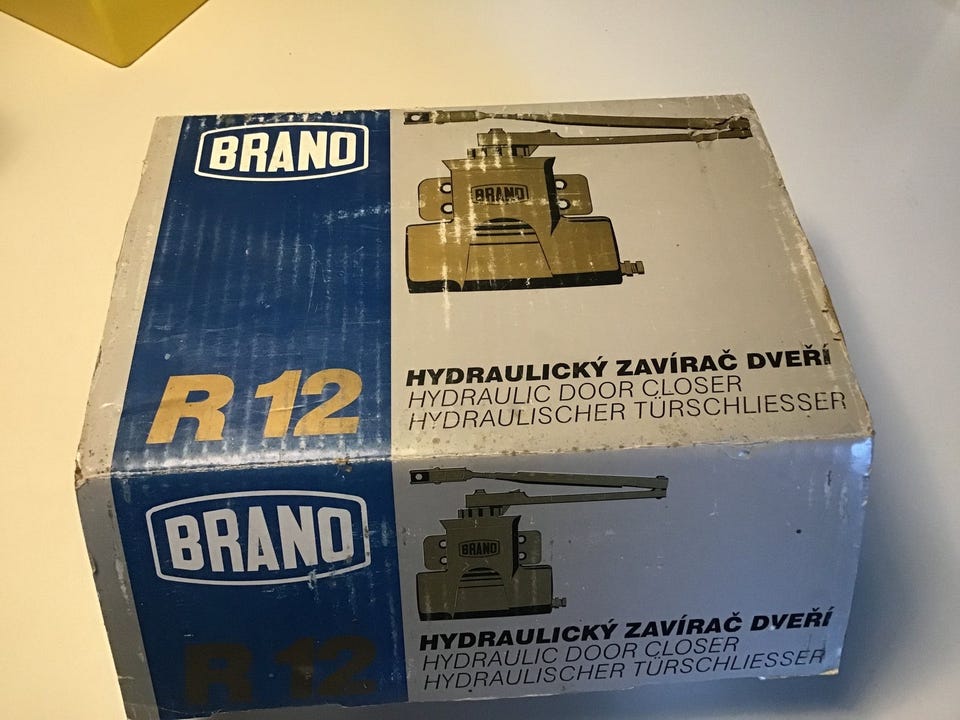 BRANO
BRANO
R 12
HYDRAULICKÝ ZAVÍRAČ DVEŘÍ
HYDRAULIC DOOR CLOSER
HYDRAULISCHER TÜRSCHLIESSER
BRANO
BRANO
R 12
HYDRAULICKÝ ZAVÍRAČ DVEŘÍ
HYDRAULIC DOOR CLOSER
HYDRAULISCHER TÜRSCHLIESSER